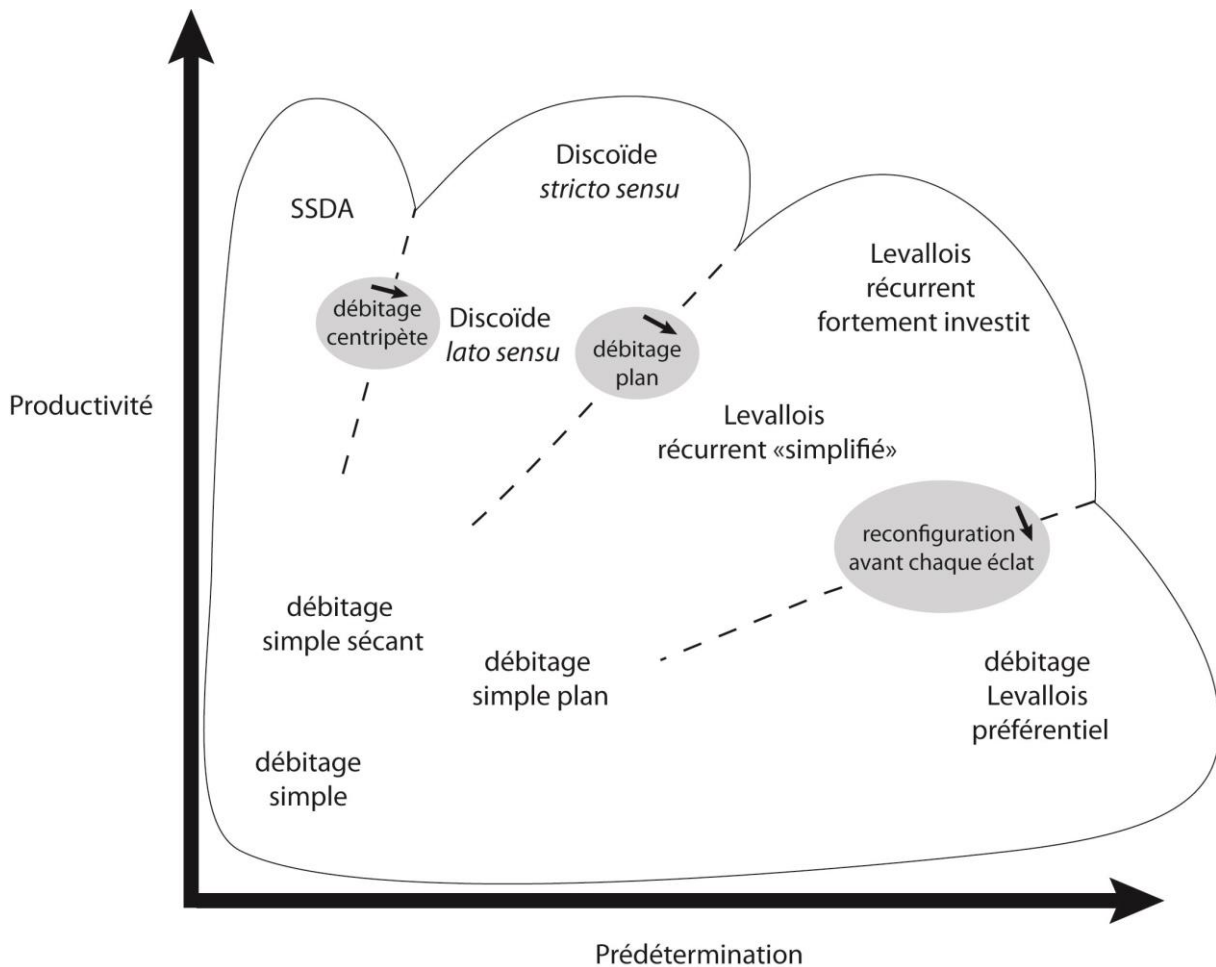 Discoïde
stricto sensu
SSDA
Levallois
récurrent
fortement investit
débitage
centripète
Discoïde
lato sensu
débitage
plan
Productivité
Levallois
récurrent «simplifié»
reconfiguration
avant chaque éclat
débitage
simple sécant
débitage
simple plan
débitage
Levallois
préférentiel
débitage
simple
Prédétermination